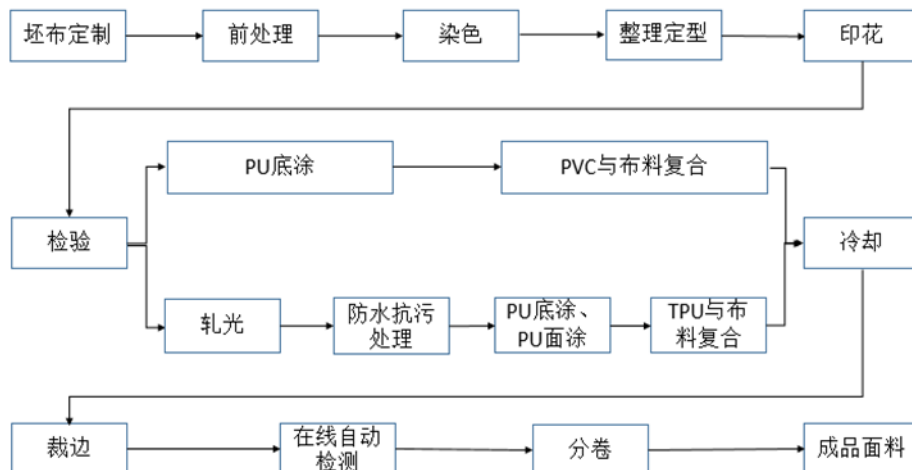 坯布定制
前处理
染色
整理定型
印花
PU底涂
PVC与布料复合
检验
冷却
轧光
防水抗污
处理
PU底涂、
PU面涂
TPU与布
料复合
裁边
在线自动
检测
分卷
成品面料